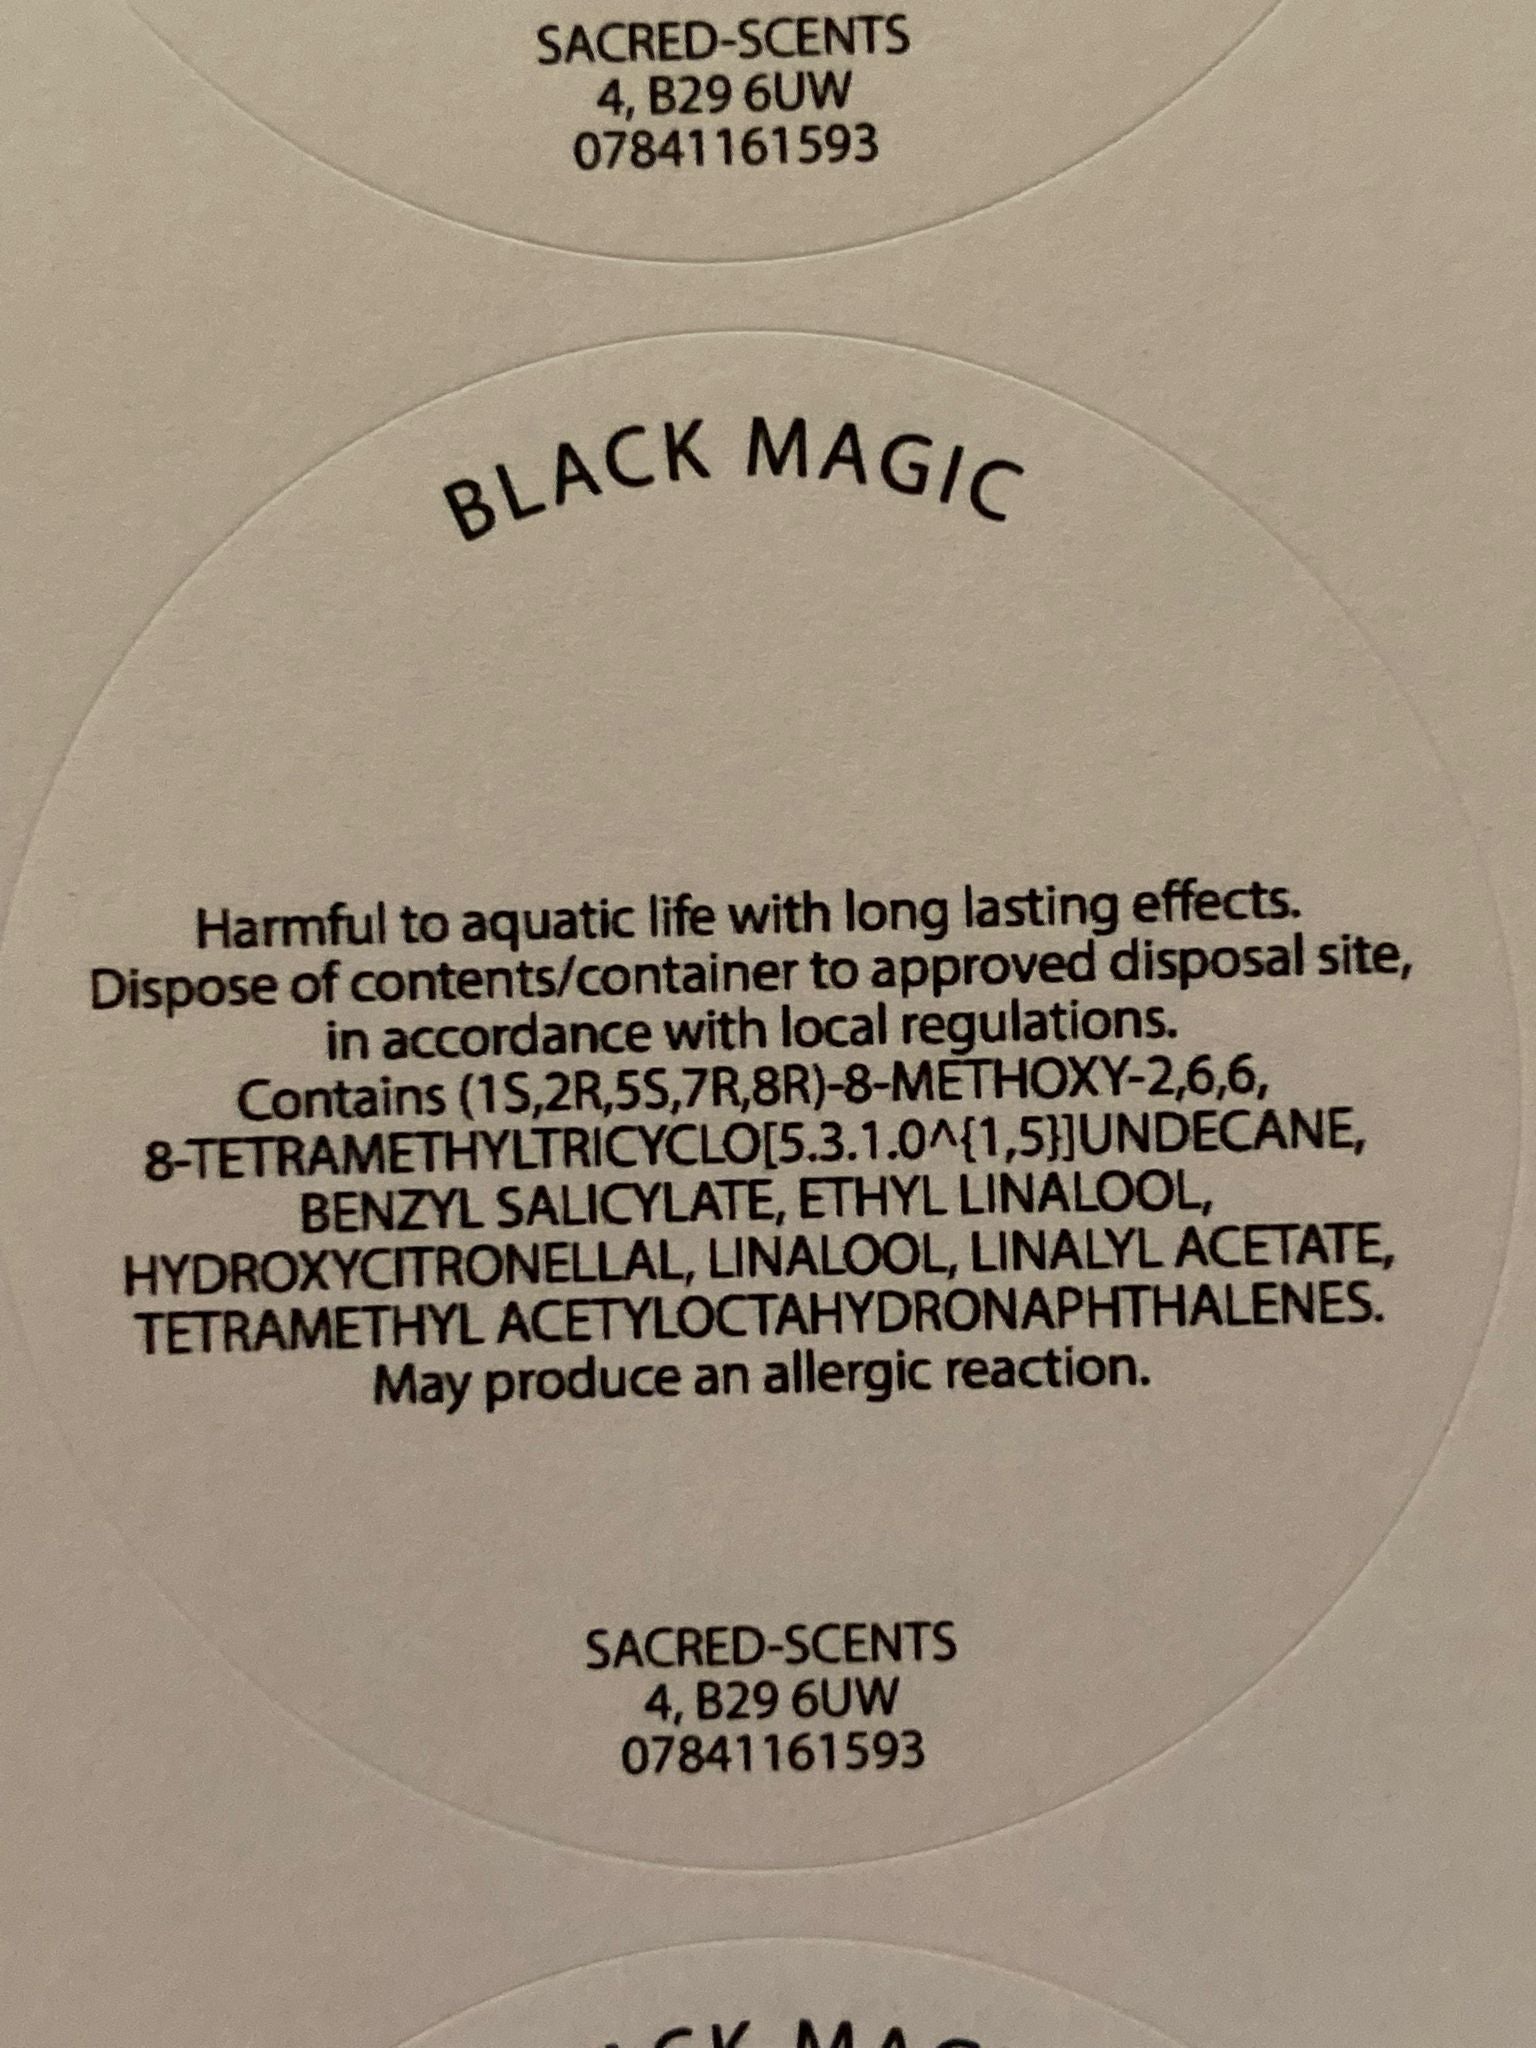 SACRED-SCENTS
4, B29 6UW
07841161593
BLACK MAGIC
Harmful to aquatic life with long lasting effects.
Dispose of contents/container to approved disposal site,
in accordance with local regulations.
Contains (1S,2R,5S,7R,8R)-8-METHOXY-2,6,6,
8-TETRAMETHYLTRICYCLO[5.3.1.0^{1,5}]UNDECANE,
BENZYL SALICYLATE, ETHYL LINALOOL,
HYDROXYCITRONELLAL, LINALOOL, LINALYL ACETATE,
TETRAMETHYL ACETYLOCTAHYDRONAPHTHALENES.
May produce an allergic reaction.
SACRED-SCENTS
4, B29 6UW
07841161593